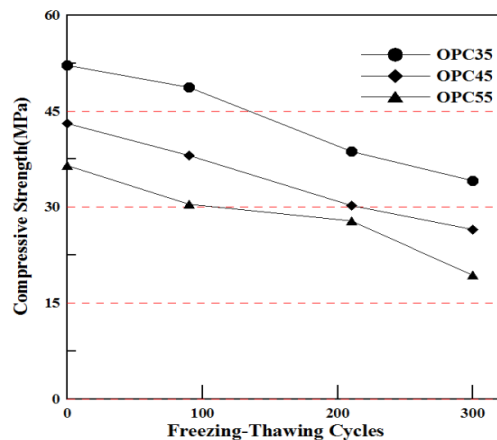 60
45
30
15
0
Compressive Strength(MPa)
OPC35
OPC45
OPC55
0 100 200 300
Freezing-Thawing Cycles